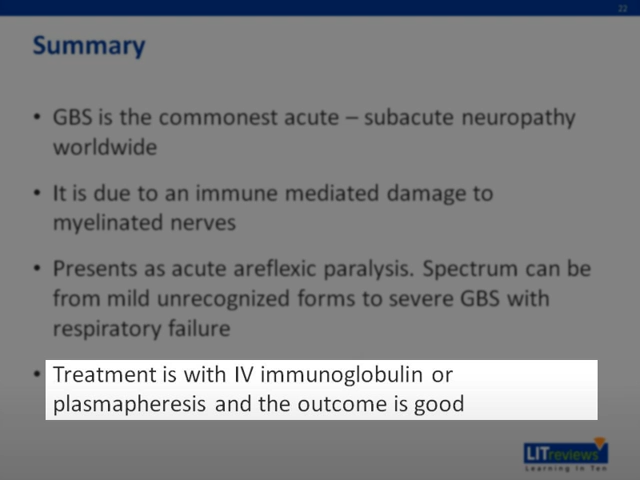 22
Summary
• GBS is the commonest acute – subacute neuropathy
worldwide
• It is due to an immune mediated damage to
myelinated nerves
• Presents as acute areflexic paralysis. Spectrum can be
from mild unrecognized forms to severe GBS with
respiratory failure
• Treatment is with IV immunoglobulin or
plasmapheresis and the outcome is good
LITreviews
Learning In Ten